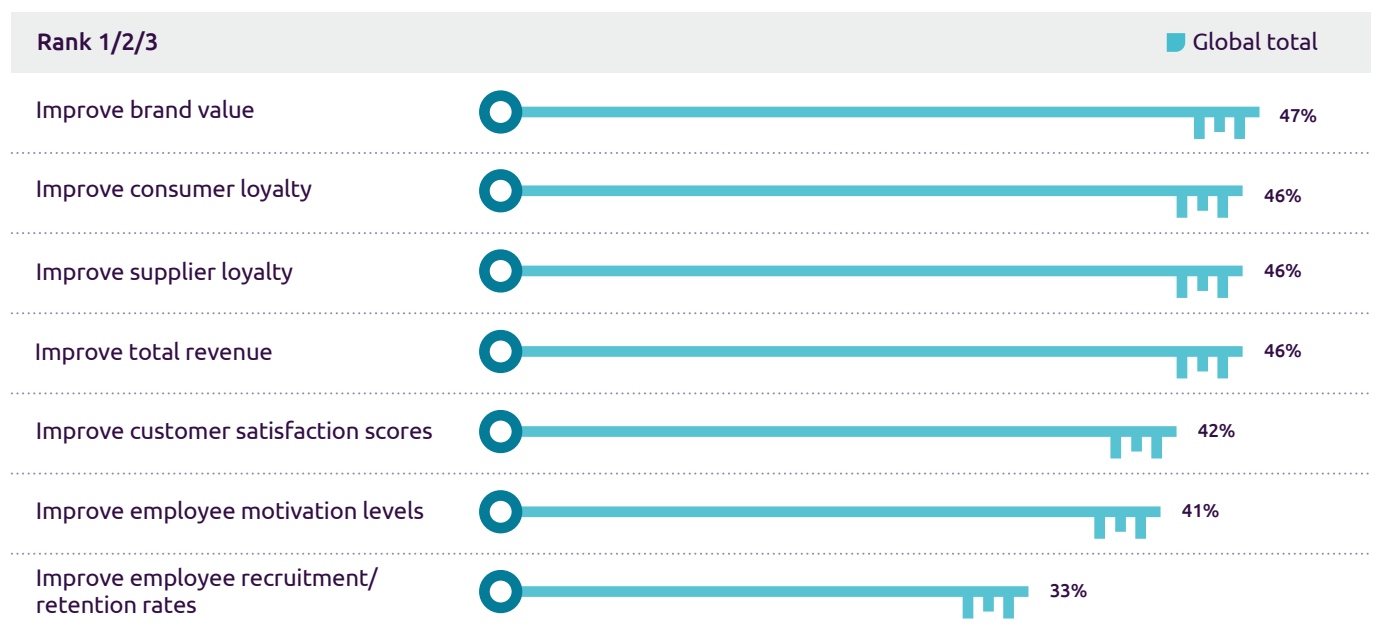 Rank 1/2/3 Global total
Improve brand value 47%
Improve consumer loyalty 46%
Improve supplier loyalty 46%
Improve total revenue 46%
Improve customer satisfaction scores 42%
Improve employee motivation levels 41%
Improve employee recruitment/
retention rates 33%